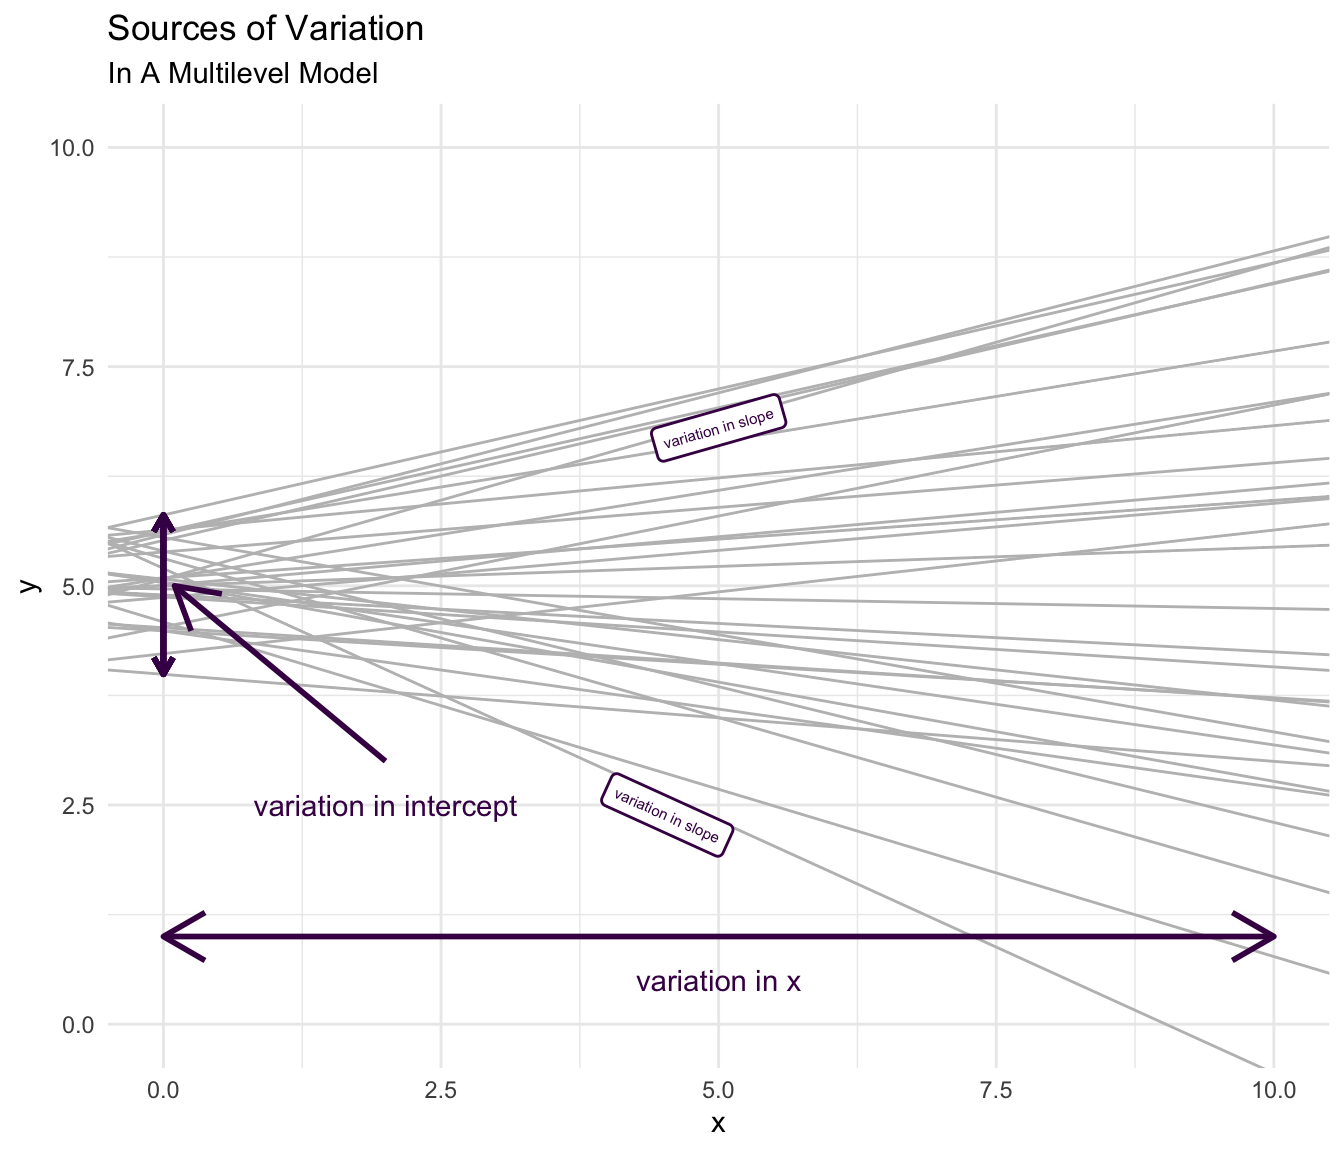 Sources of Variation
In A Multilevel Model
10.0
7.5
5.0
2.5
0.0
y
variation in slope
variation in intercept
variation in slope
variation in x
0.0
2.5
5.0
7.5
10.0
x